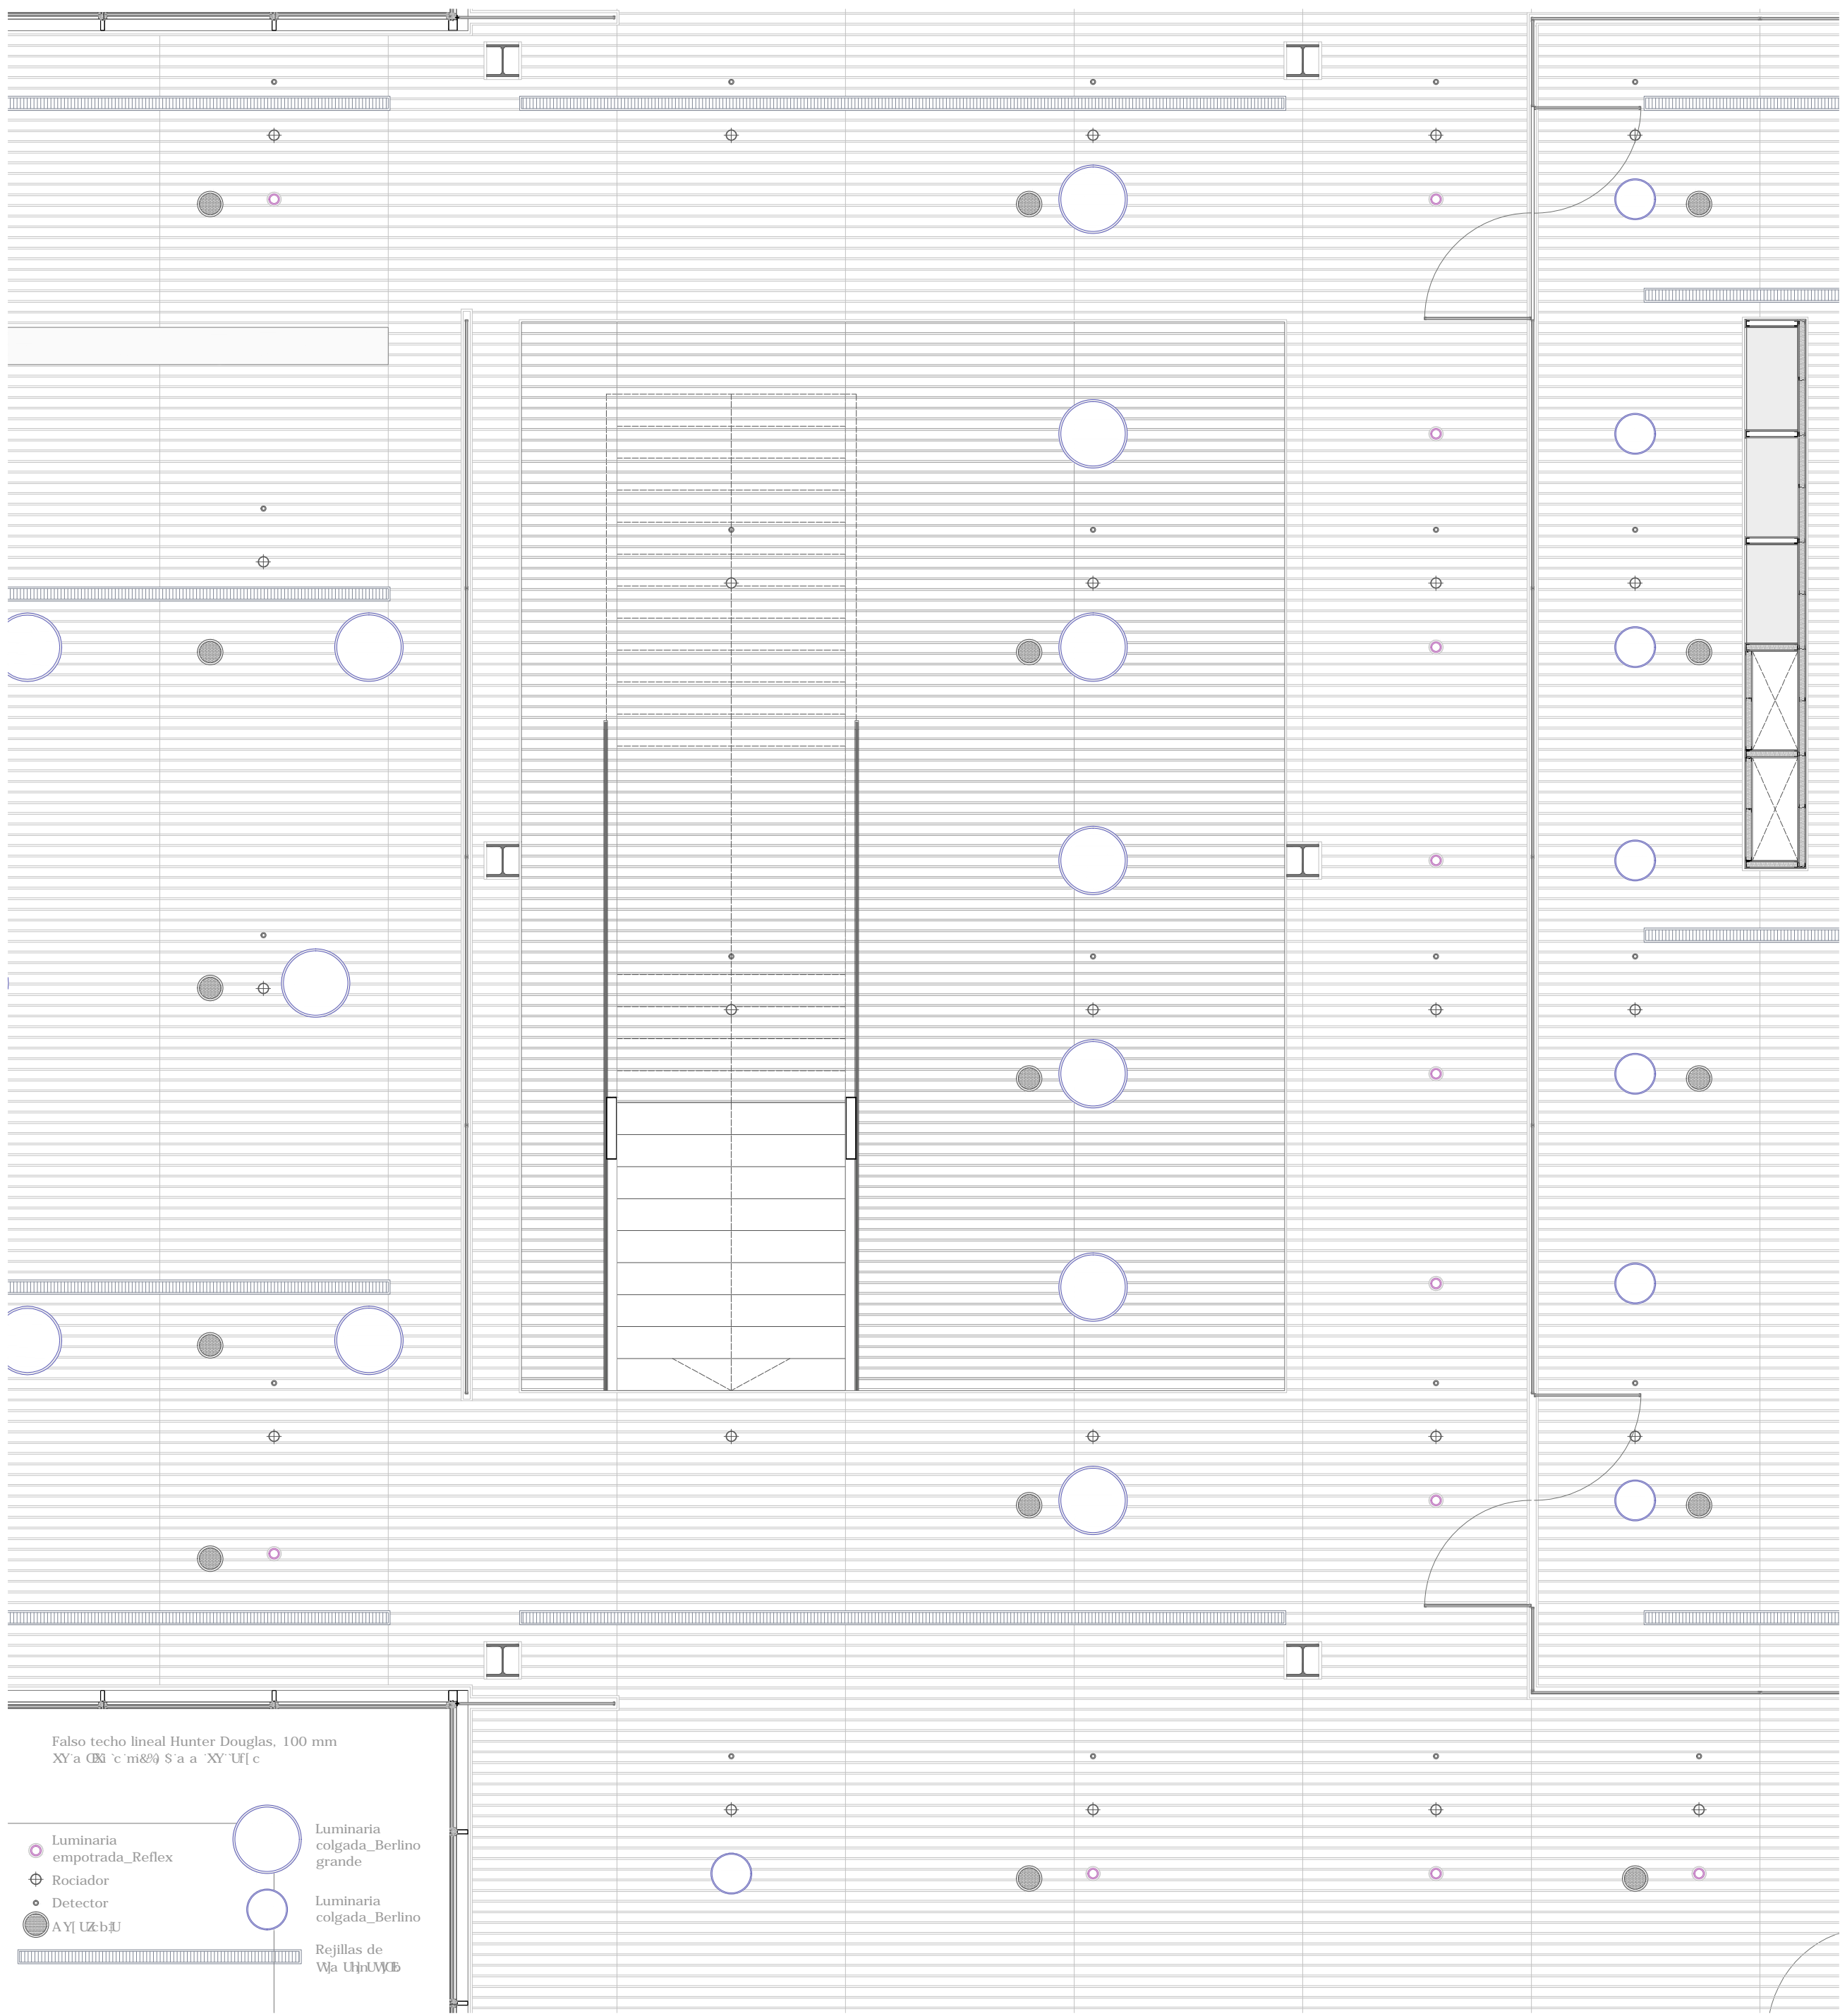 Falso techo lineal Hunter Douglas, 100 mm
Luminaria
empotrada_Reflex
Rociador
Detector
Luminaria
colgada_Berlino
grande
Luminaria
colgada_Berlino
Rejillas de